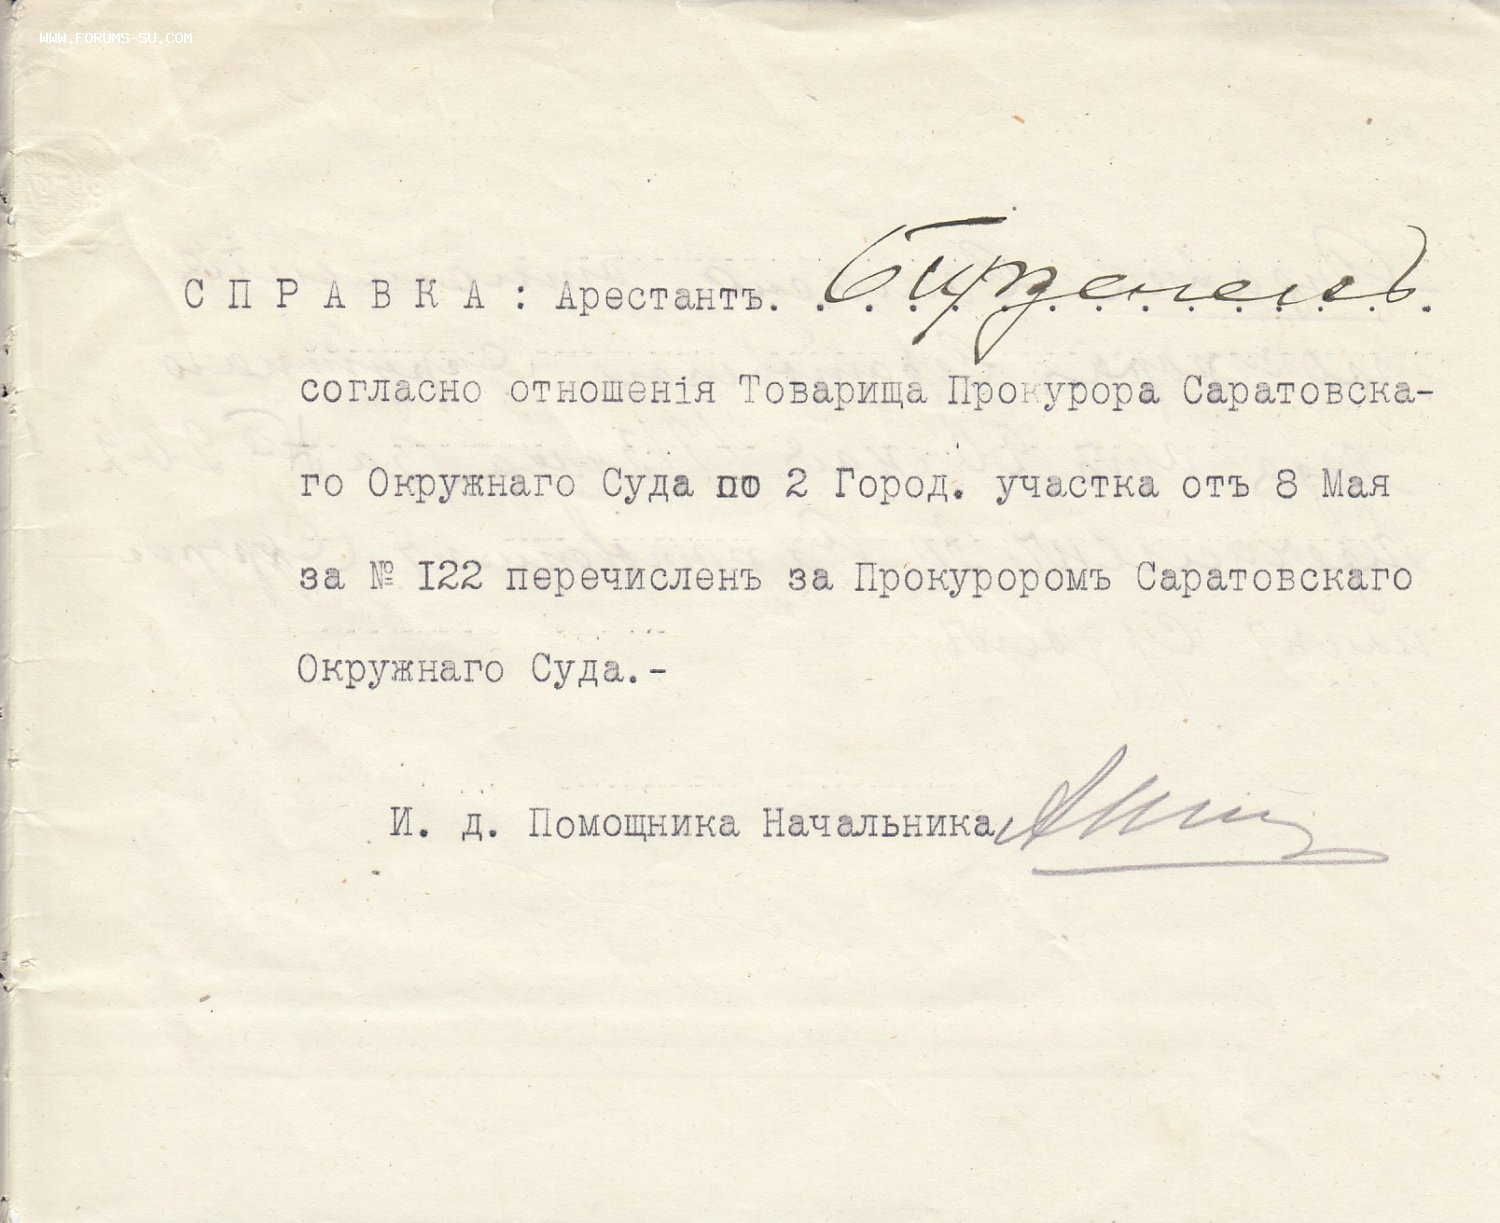 WWW.FORUMS-SU.COM
СПРАВКА: Арестантъ.
согласно отношенія Товарища Прокурора Саратовска-
го Окружнаго Суда по 2 Город. участка отъ 8 Мая
за № I22 перечисленъ за Прокуроромъ Саратовскаго
Окружнаго Суда.-
И. д. Помощника Начальника